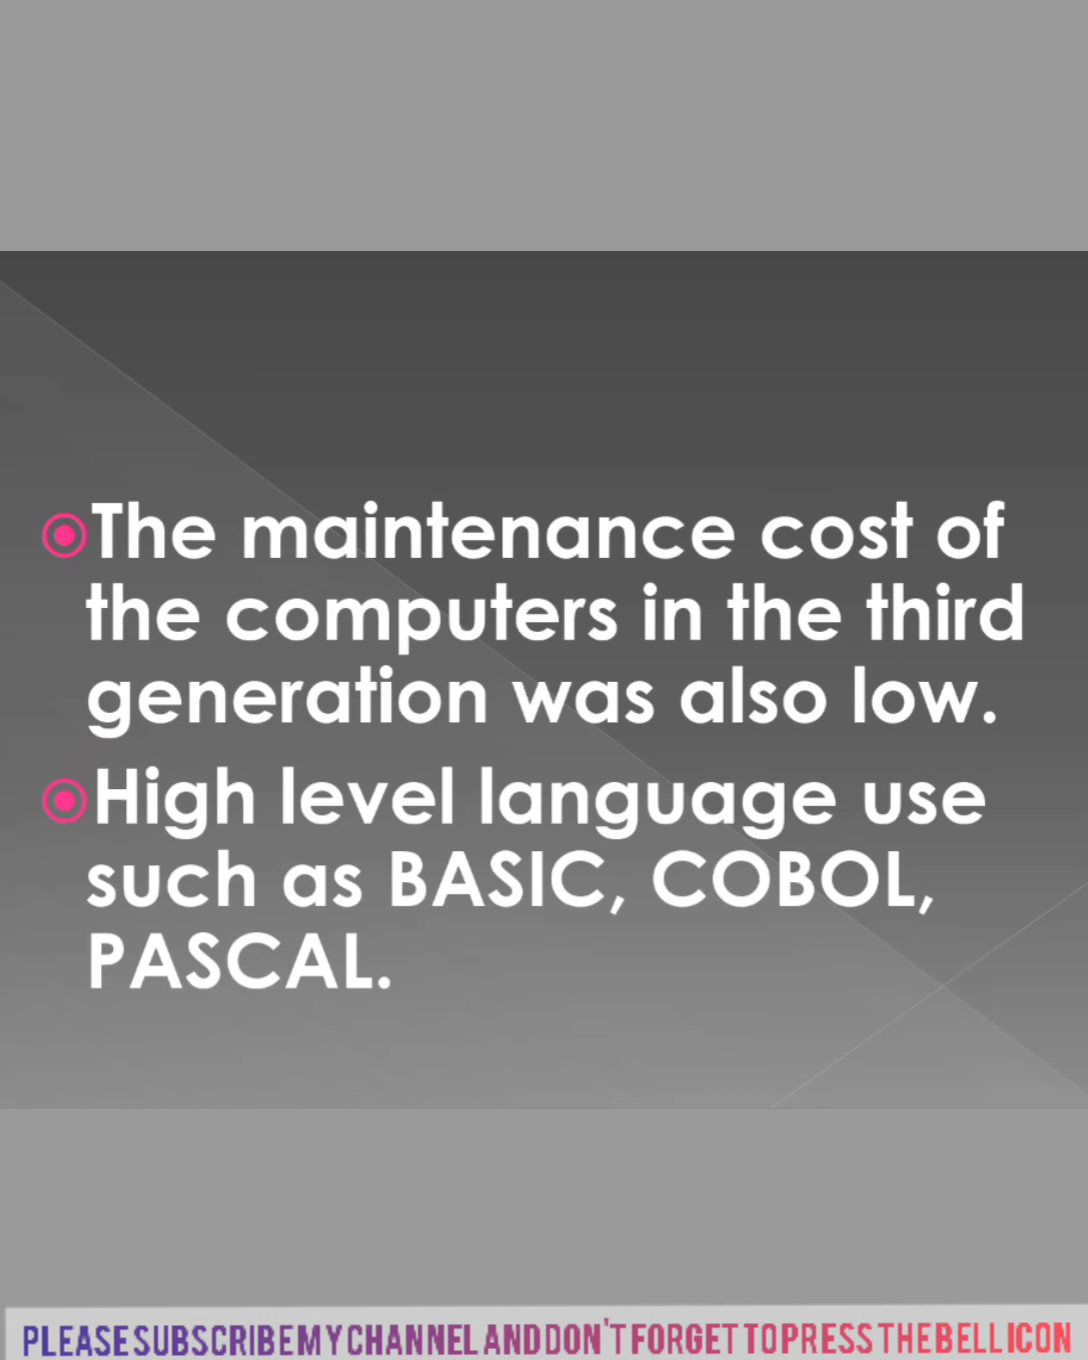 The maintenance cost of
the computers in the third
generation was also low.
High level language use
such as BASIC, COBOL,
PASCAL.
PLEASE SUBSCRIBE MY CHANNEL AND DON'T FORGET TO PRESS THE BELL ICON